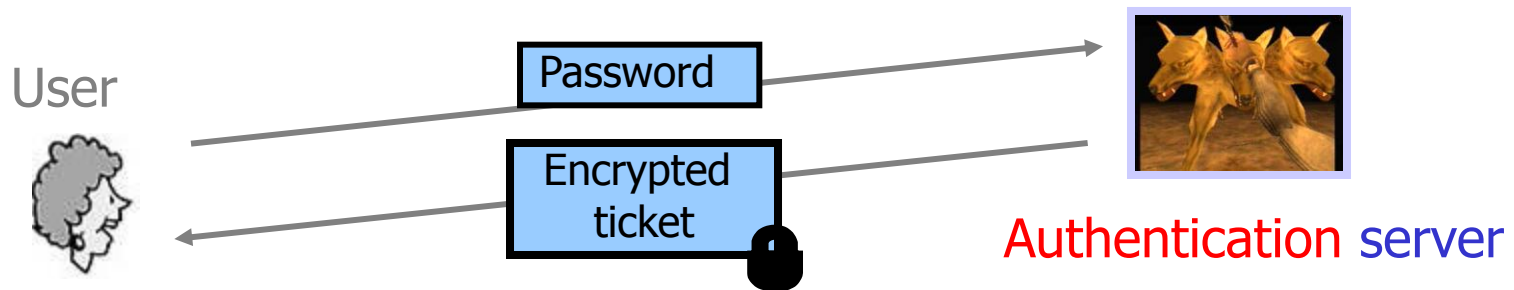 User
Password
Encrypted
ticket
Authentication server